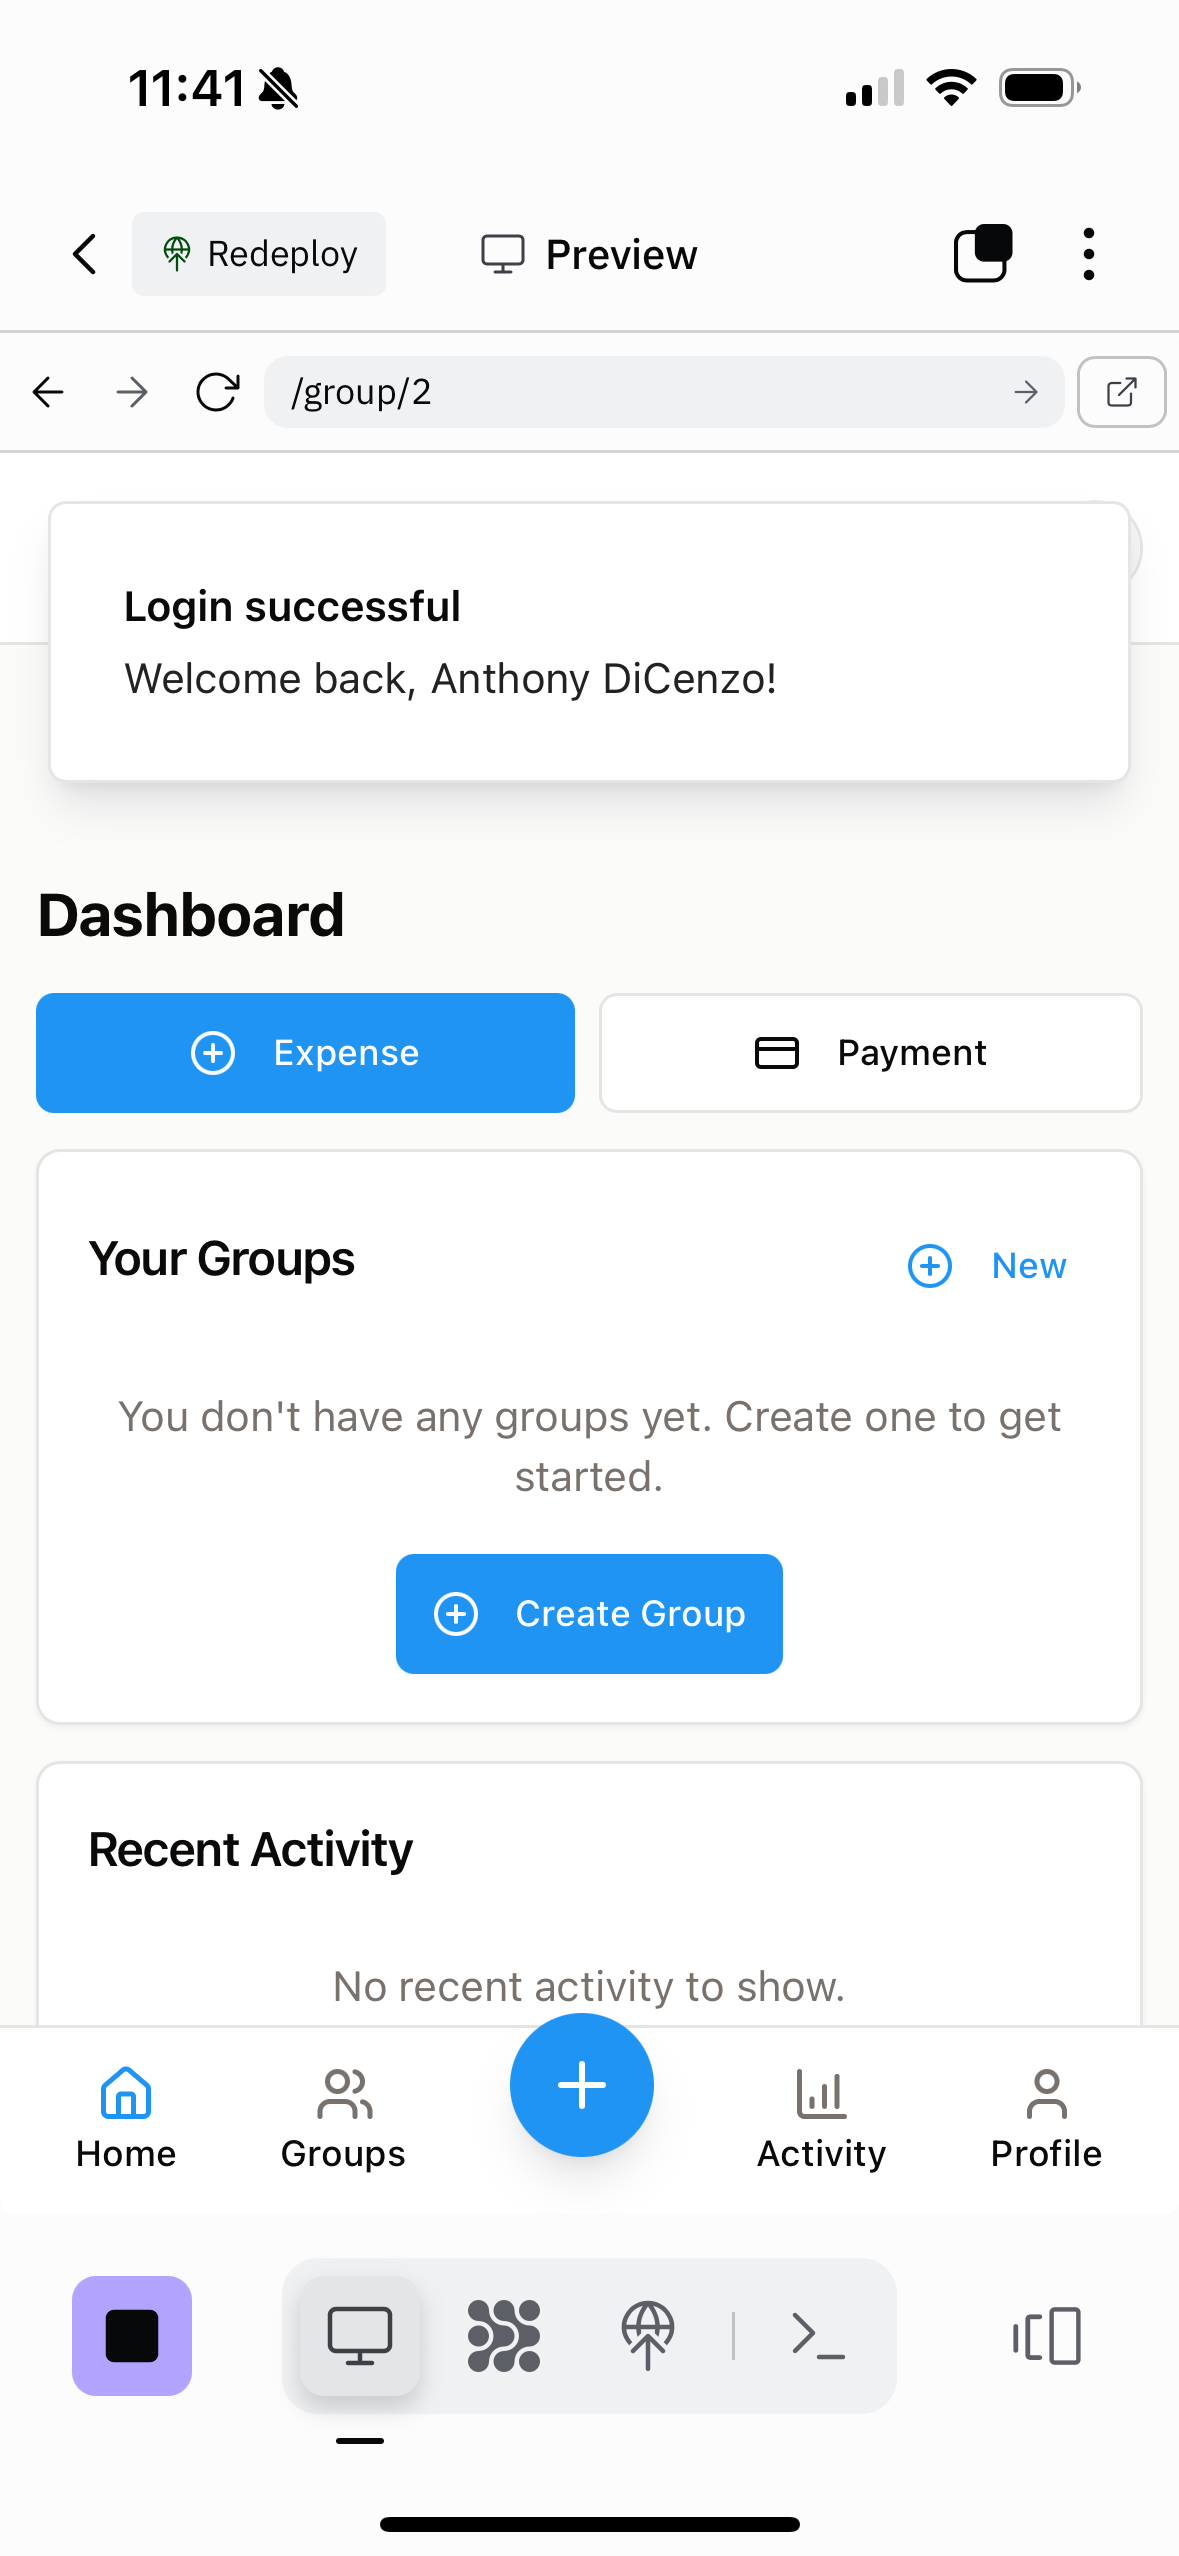 11:41
Redeploy
Preview
/group/2
Login successful
Welcome back, Anthony DiCenzo!
Dashboard
Expense
Payment
Your Groups
New
You don't have any groups yet. Create one to get
started.
Create Group
Recent Activity
No recent activity to show.
Home
Groups
Activity
Profile